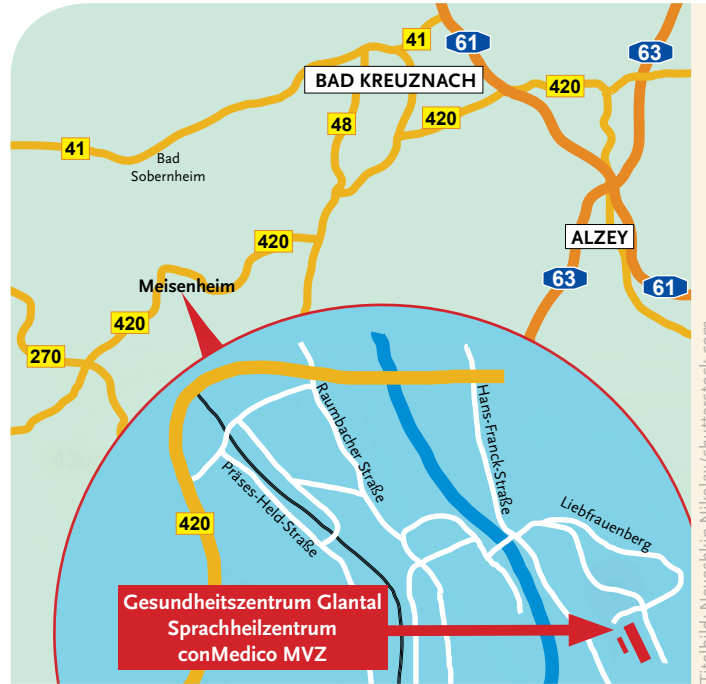 41
61
63
BAD KREUZNACH
420
48
420
41
Bad
Sobernheim
420
ALZEY
63
61
Meisenheim
420
270
Raumbacher Straße
Hans-Franck-Straße
Präses-Held-Straße
420
Liebfrauenberg
Gesundheitszentrum Glantal
Sprachheilzentrum
conMedico MVZ